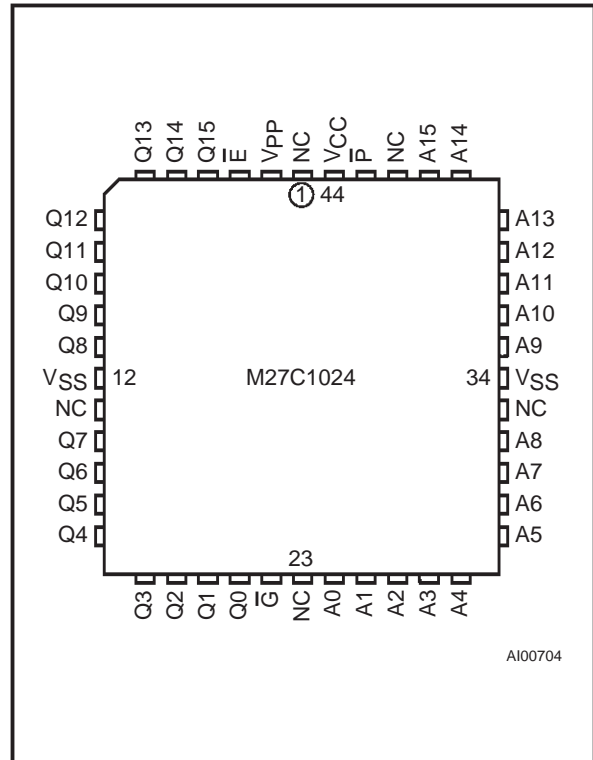 Q13 Q14 Q15 E̅ VPP NC VCC P̅ NC A15 A14
1 44
Q12 A13
Q11 A12
Q10 A11
Q9 A10
Q8 A9
VSS 12 M27C1024 34 VSS
NC NC
Q7 A8
Q6 A7
Q5 A6
Q4 A5
23
Q3 Q2 Q1 Q0 G̅ NC A0 A1 A2 A3 A4
AI00704